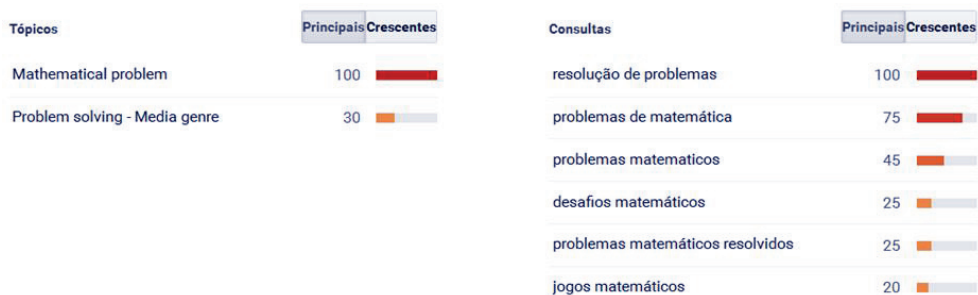 Tópicos
Principais Crescentes
Mathematical problem 100
Problem solving - Media genre 30
Consultas
Principais Crescentes
resolução de problemas 100
problemas de matemática 75
problemas matematicos 45
desafios matemáticos 25
problemas matemáticos resolvidos 25
jogos matemáticos 20